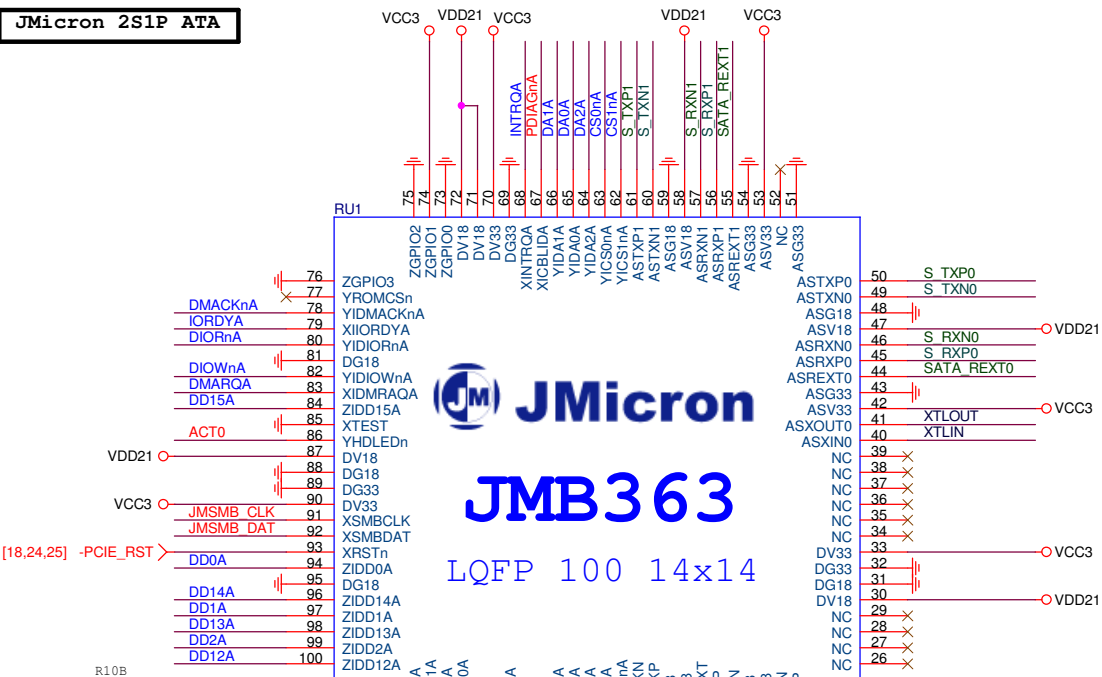 JMicron 2S1P ATA
VCC3 VDD21 VCC3 VDD21 VCC3
INTRQA
PDIAGnA
DA1A
DA0A
DA2A
CS0nA
CS1nA
S_TXP1
S_TXN1
S_RXN1
S_RXP1
SATA_REXT1
75 74 73 72 71 70 69 68 67 66 65 64 63 62 61 60 59 58 57 56 55 54 53 52 51
RU1
ZGPIO2
ZGPIO1
ZGPIO0
DV18
DV18
DV33
DG33
XINTRQA
XICBLIDA
YIDA1A
YIDA0A
YIDA2A
YICS0nA
YICS1nA
ASTXP1
ASTXN1
ASG18
ASV18
ASRXN1
ASRXP1
ASREXT1
ASG33
ASV33
NC
ASG33
76 ZGPIO3
77 YROMCSn
DMACKnA 78 YIDMACKnA
IORDYA 79 XIIORDYA
DIORnA 80 YIDIORnA
81 DG18
DIOWnA 82 YIDIOWnA
DMARQA 83 XIDMRAQA
DD15A 84 ZIDD15A
85 XTEST
ACT0 86 YHDLEDn
VDD21 87 DV18
88 DG18
89 DG33
VCC3 90 DV33
JMSMB_CLK 91 XSMBCLK
JMSMB_DAT 92 XSMBDAT
[18,24,25] -PCIE_RST 93 XRSTn
DD0A 94 ZIDD0A
95 DG18
DD14A 96 ZIDD14A
DD1A 97 ZIDD1A
DD13A 98 ZIDD13A
DD2A 99 ZIDD2A
DD12A 100 ZIDD12A
R10B
JM JMicron
JMB363
LQFP 100 14x14
ASTXP0 50 S_TXP0
ASTXN0 49 S_TXN0
ASG18 48
ASV18 47 VDD21
ASRXN0 46 S_RXN0
ASRXP0 45 S_RXP0
ASREXT0 44 SATA_REXT0
ASG33 43
ASV33 42 VCC3
ASXOUT0 41 XTLOUT
ASXIN0 40 XTLIN
NC 39
NC 38
NC 37
NC 36
NC 35
NC 34
DV33 33 VCC3
DG33 32
DG18 31
DV18 30 VDD21
NC 29
NC 28
NC 27
NC 26